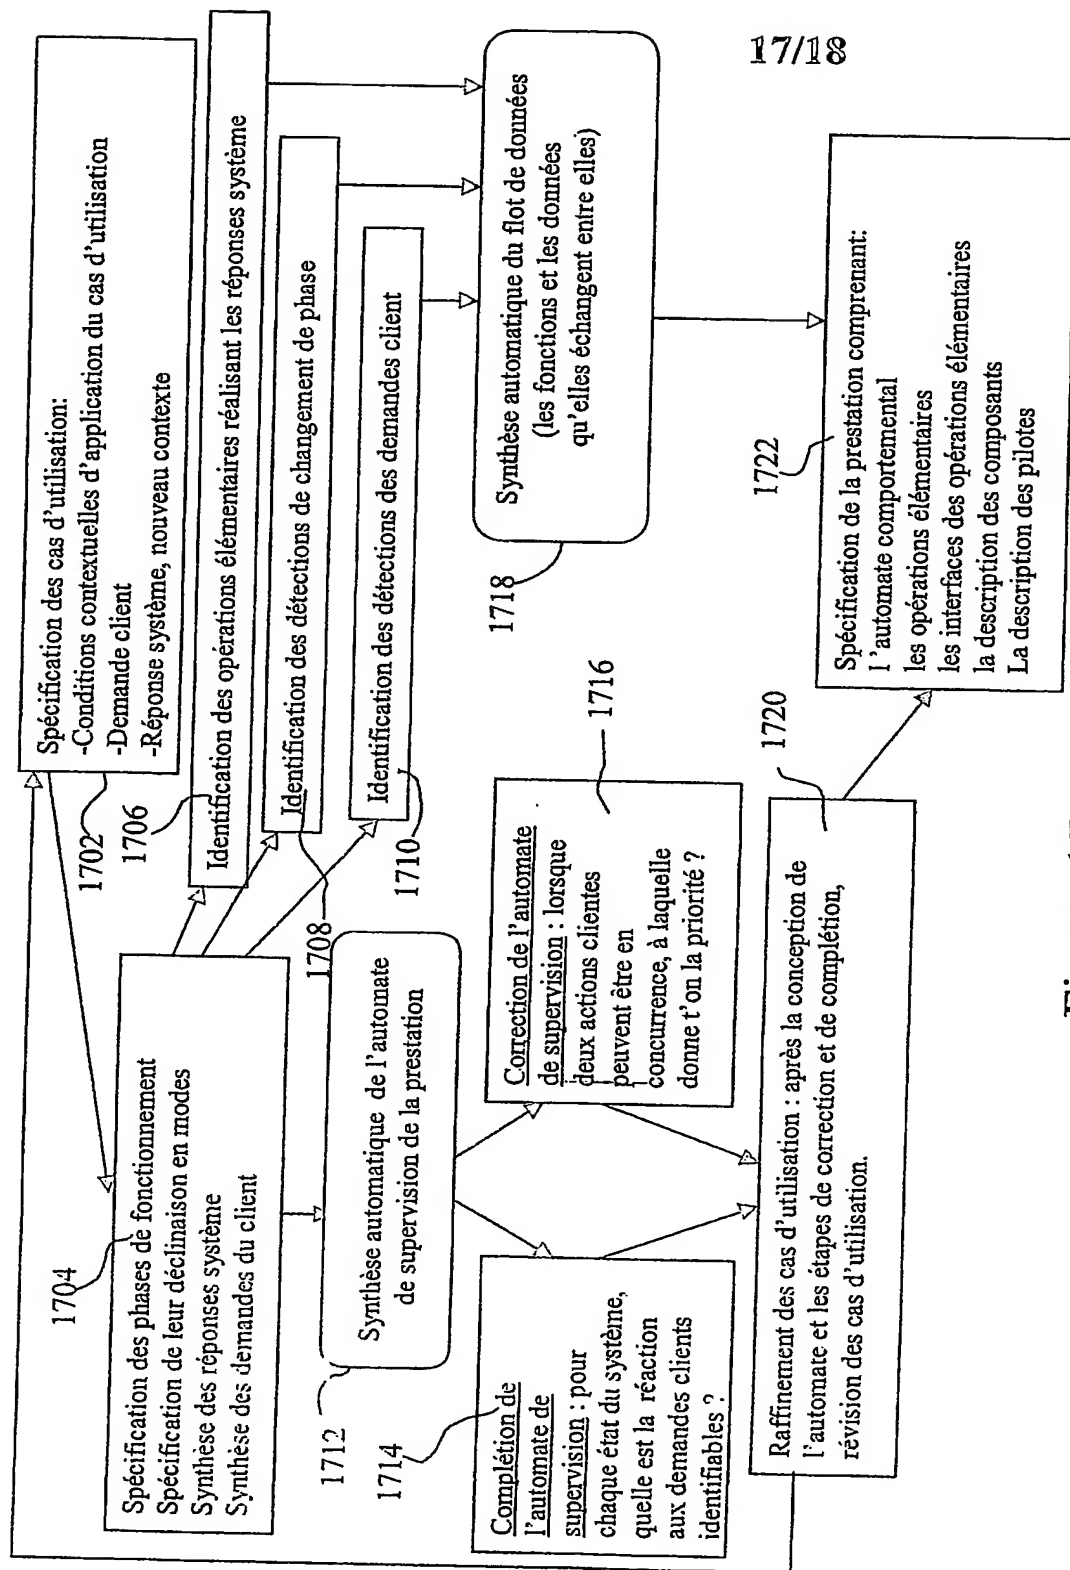 17/18
Spécification des cas d'utilisation:
-Conditions contextuelles d'application du cas d'utilisation
-Demande client
-Réponse système, nouveau contexte
1702
1704
Spécification des phases de fonctionnement
Spécification de leur déclinaison en modes
Synthèse des réponses système
Synthèse des demandes du client
1706
Identification des opérations élémentaires réalisant les réponses système
1708
Identification des détections de changement de phase
1710
Identification des détections des demandes client
1712
Synthèse automatique de l'automate
de supervision de la prestation
1714
Complétion de
l'automate de
supervision : pour
chaque état du système,
quelle est la réaction
aux demandes clients
identifiables ?
1716
Correction de l'automate
de supervision : lorsque
deux actions clientes
peuvent être en
concurrence, à laquelle
donne t'on la priorité ?
1718
Synthèse automatique du flot de données
(les fonctions et les données
qu'elles échangent entre elles)
1720
Raffinement des cas d'utilisation : après la conception de
l'automate et les étapes de correction et de complétion,
révision des cas d'utilisation.
1722
Spécification de la prestation comprenant:
l'automate comportemental
les opérations élémentaires
les interfaces des opérations élémentaires
la description des composants
La description des pilotes